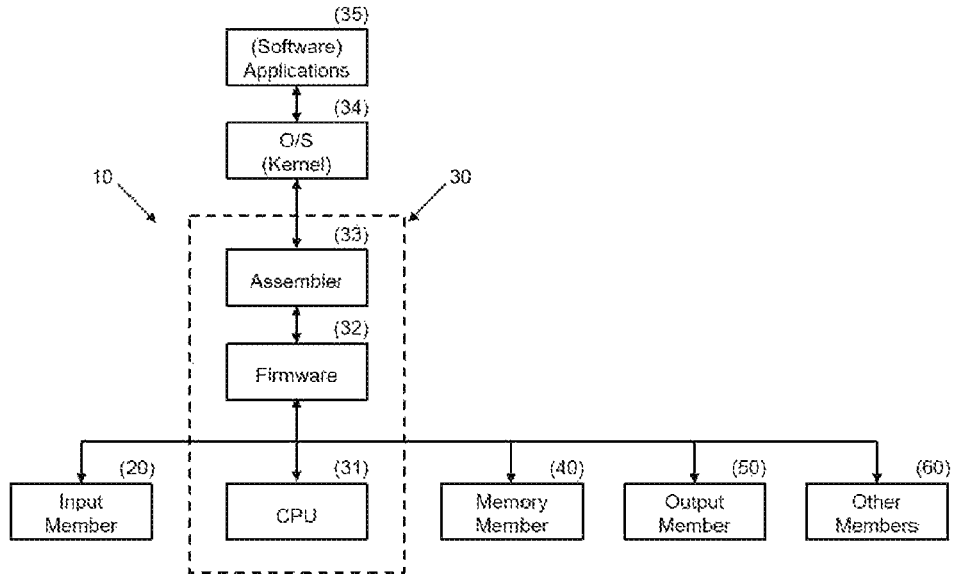 (35)
(Software)
Applications
(34)
O/S
(Kernel)
10
30
(33)
Assembler
(32)
Firmware
(20)
Input
Member
(31)
CPU
(40)
Memory
Member
(50)
Output
Member
(60)
Other
Members